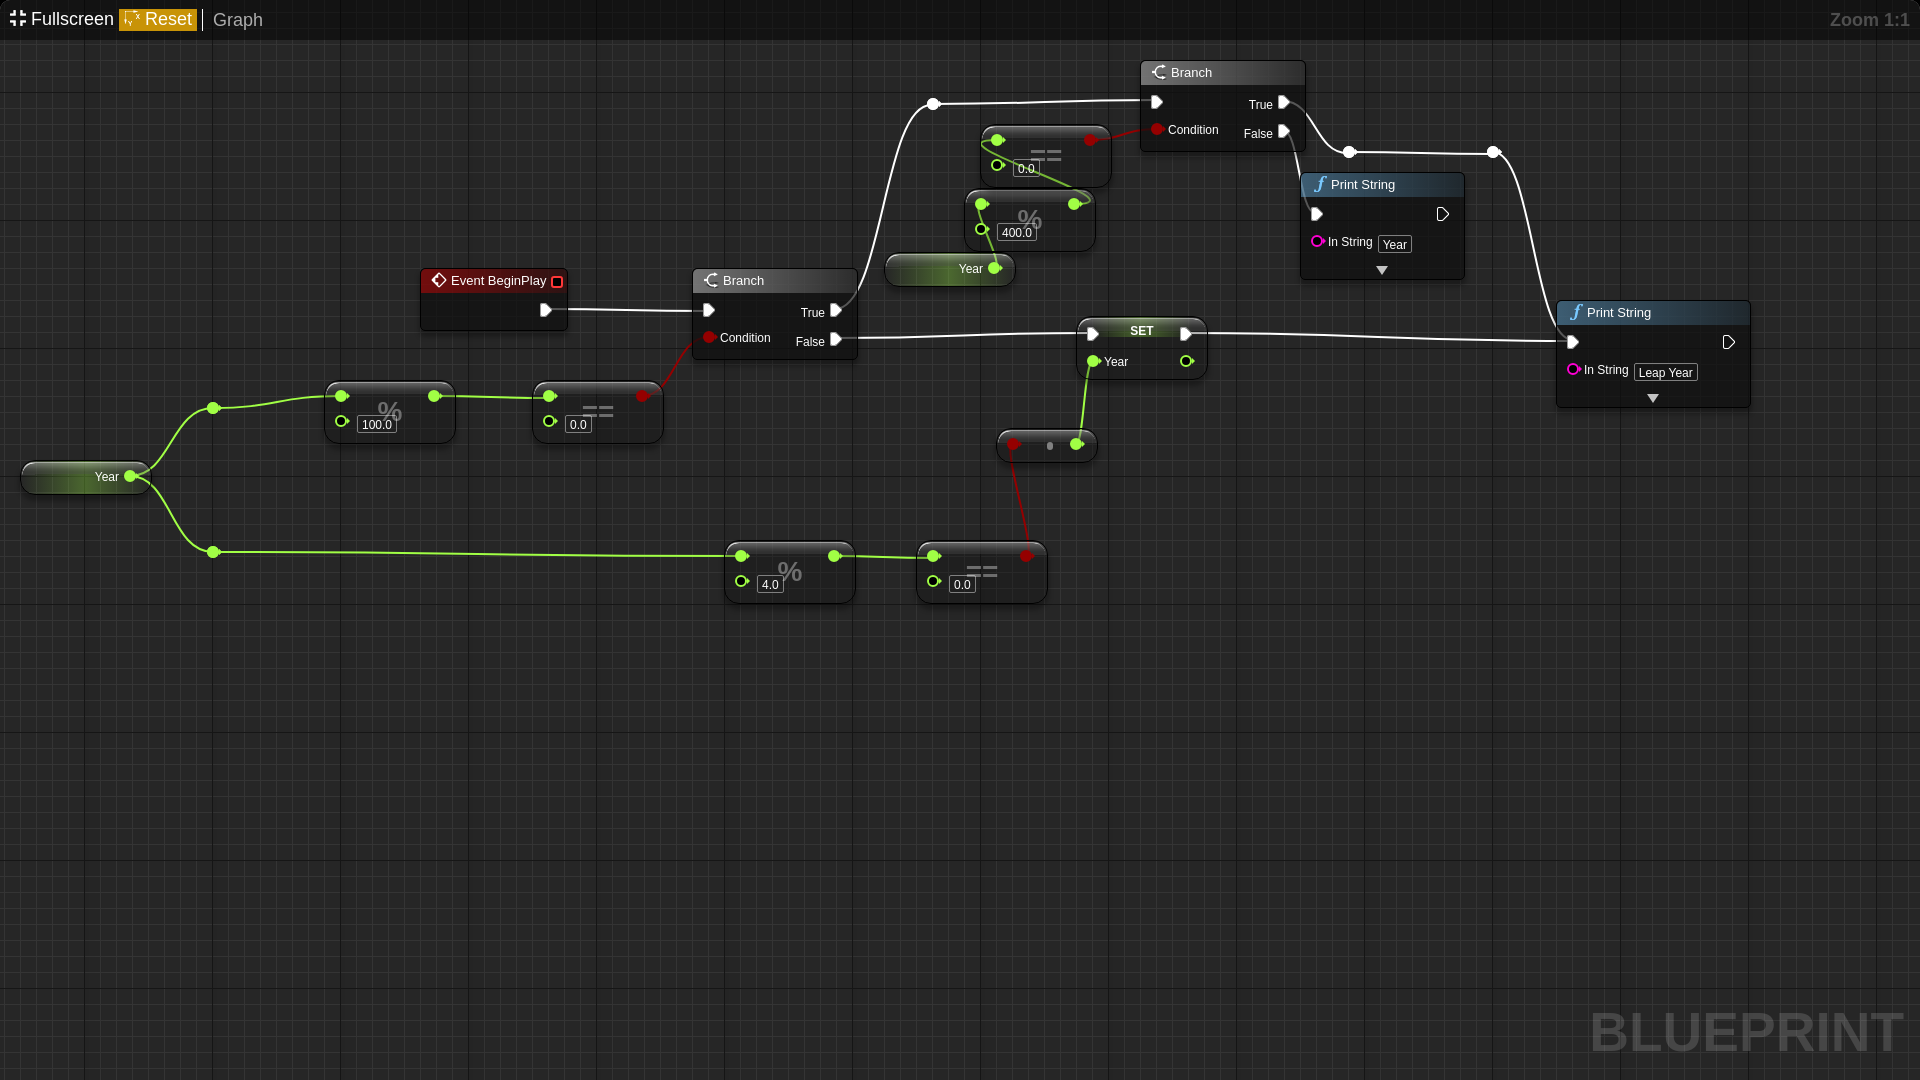 Fullscreen Reset Graph Zoom 1:1
Branch
True
Condition
False
==
0.0
%
400.0
Year
Print String
In String Year
Event BeginPlay
Branch
True
Condition
False
SET
Year
Print String
In String Leap Year
%
100.0
==
0.0
Year
%
4.0
==
0.0
BLUEPRINT